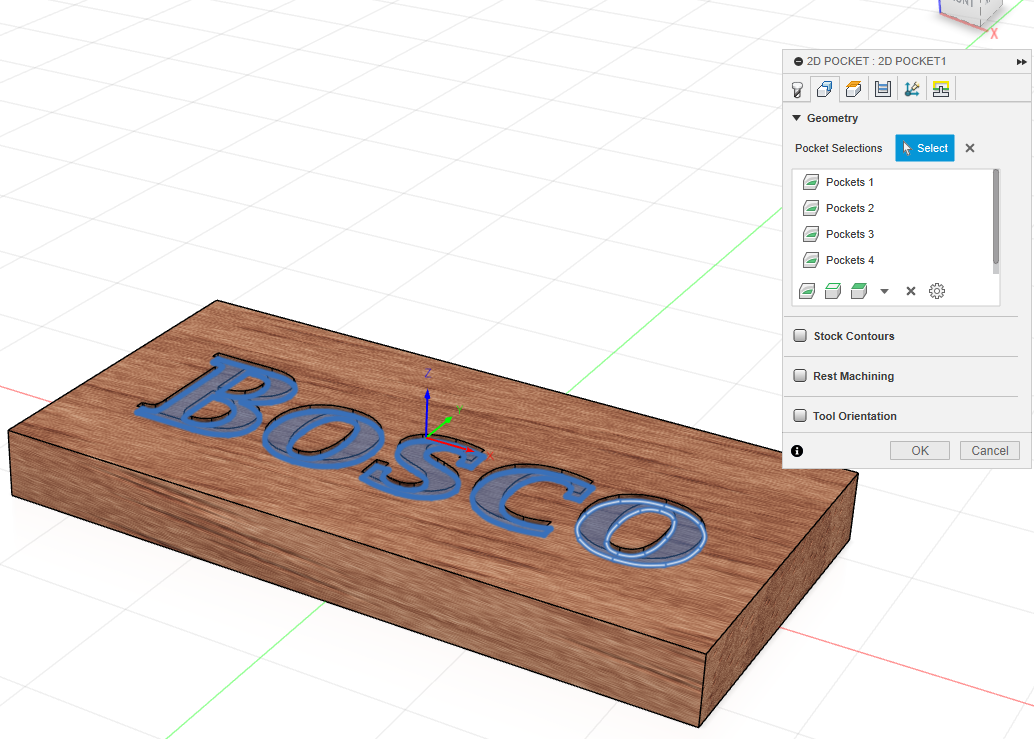 X
2D POCKET : 2D POCKET1
Geometry
Pocket Selections Select
Pockets 1
Pockets 2
Pockets 3
Pockets 4
Stock Contours
Rest Machining
Tool Orientation
OK Cancel
Z
X
BOSCO